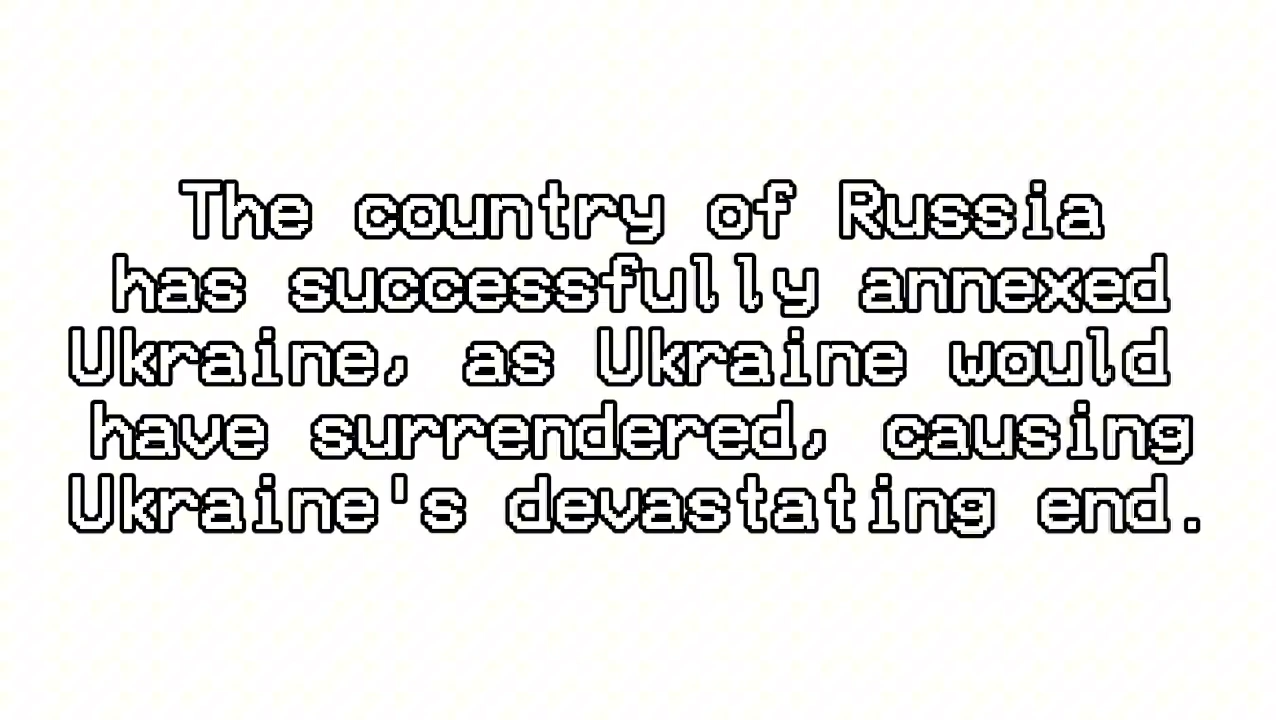 The country of Russia
has successfully annexed
Ukraine, as Ukraine would
have surrendered, causing
Ukraine's devastating end.